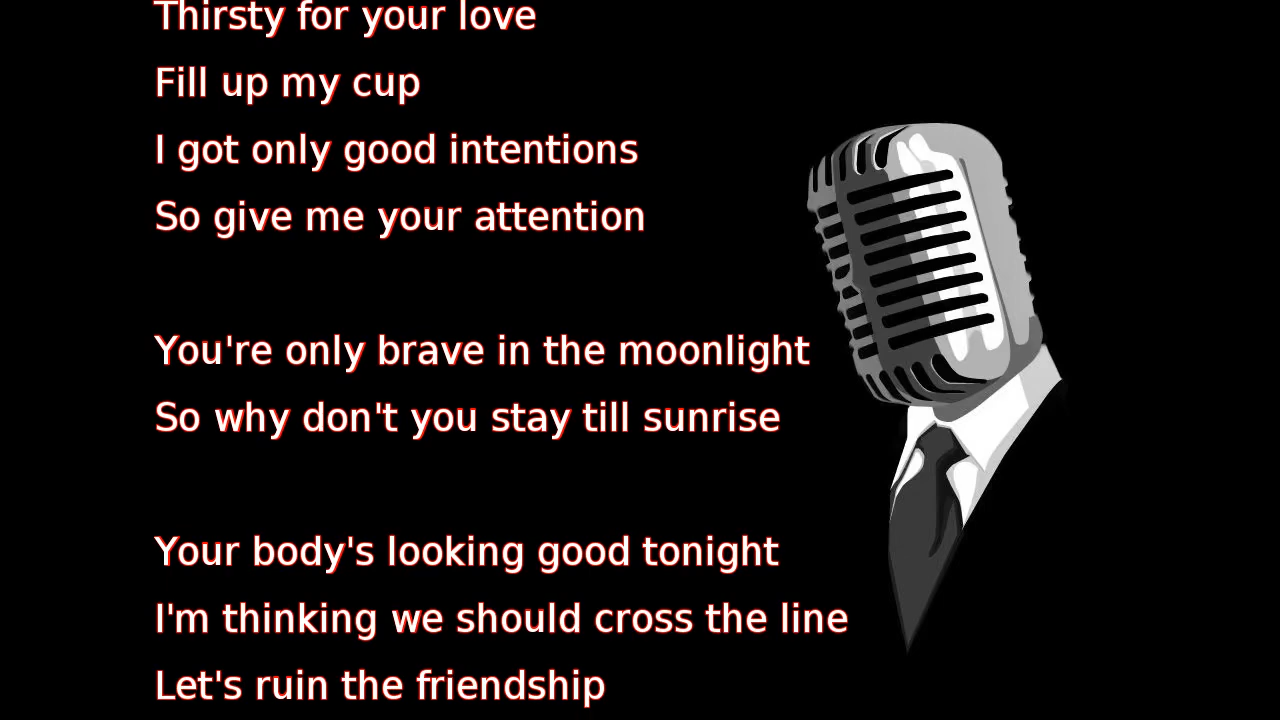 Thirsty for your love
Fill up my cup
I got only good intentions
So give me your attention
You're only brave in the moonlight
So why don't you stay till sunrise
Your body's looking good tonight
I'm thinking we should cross the line
Let's ruin the friendship